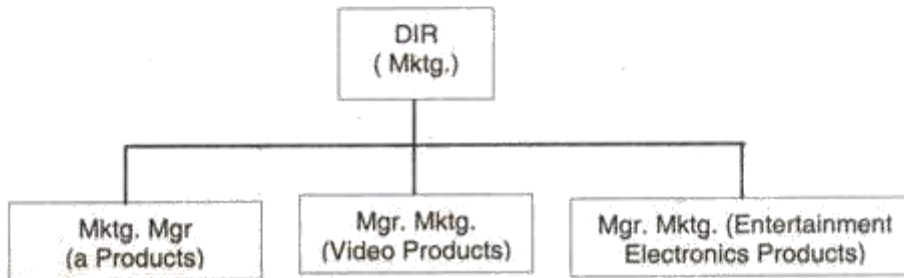 DIR
( Mktg.)
Mktg. Mgr
(a Products)
Mgr. Mktg.
(Video Products)
Mgr. Mktg. (Entertainment
Electronics Products)